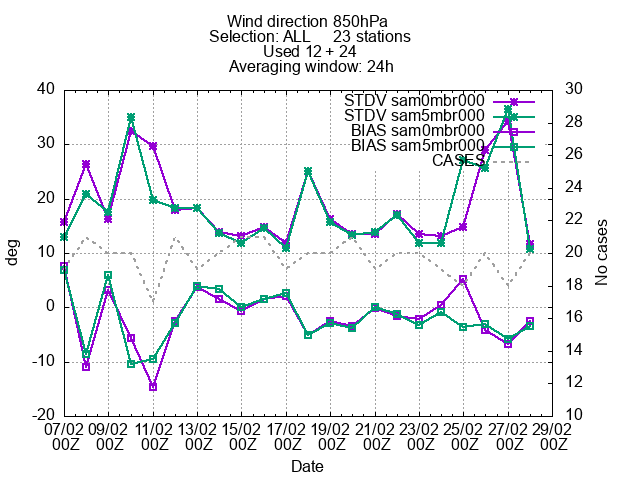 Wind direction 850hPa
Selection: ALL 23 stations
Used 12 + 24
Averaging window: 24h
STDV sam0mbr000
STDV sam5mbr000
BIAS sam0mbr000
BIAS sam5mbr000
CASES
40
30
20
10
0
-10
-20
deg
30
28
26
24
22
20
18
16
14
12
10
No cases
07/02 09/02 11/02 13/02 15/02 17/02 19/02 21/02 23/02 25/02 27/02 29/02
00Z 00Z 00Z 00Z 00Z 00Z 00Z 00Z 00Z 00Z 00Z 00Z
Date